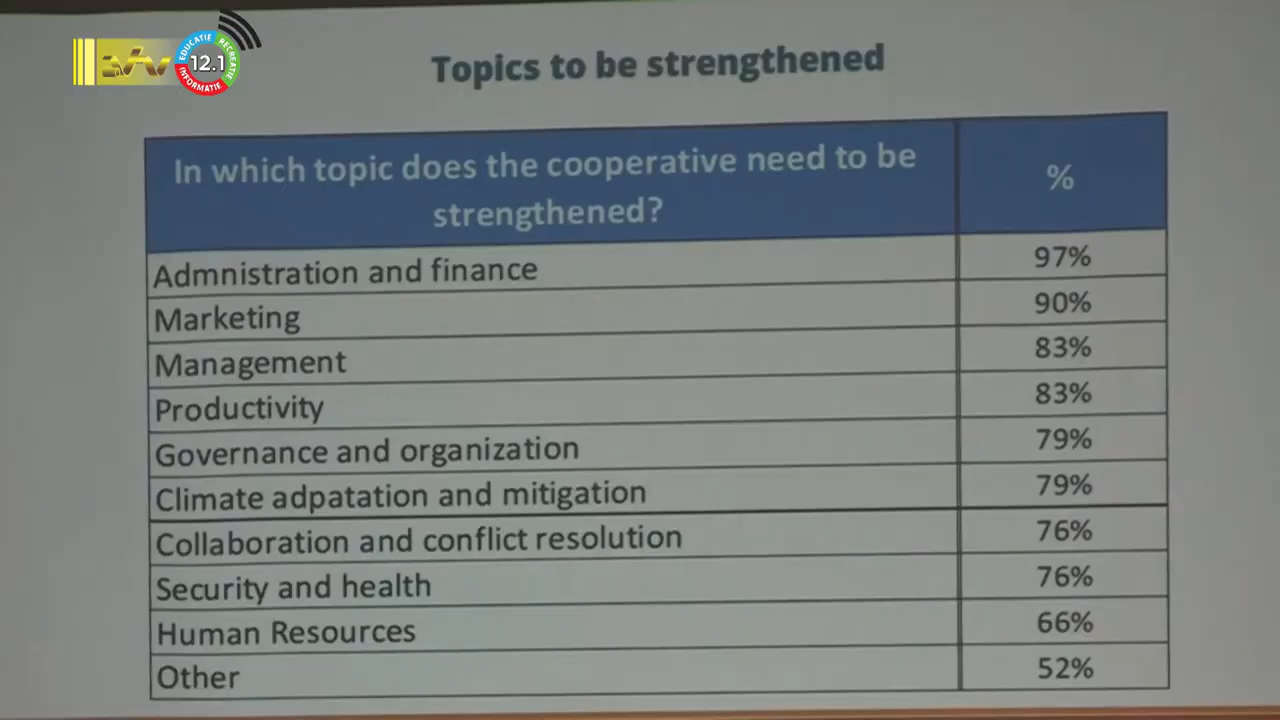 EDUCATIE
RECREATIE
INFORMATIE
12.1
Topics to be strengthened
In which topic does the cooperative need to be
strengthened?
%
Admnistration and finance 97%
Marketing 90%
Management 83%
Productivity 83%
Governance and organization 79%
Climate adpatation and mitigation 79%
Collaboration and conflict resolution 76%
Security and health 76%
Human Resources 66%
Other 52%